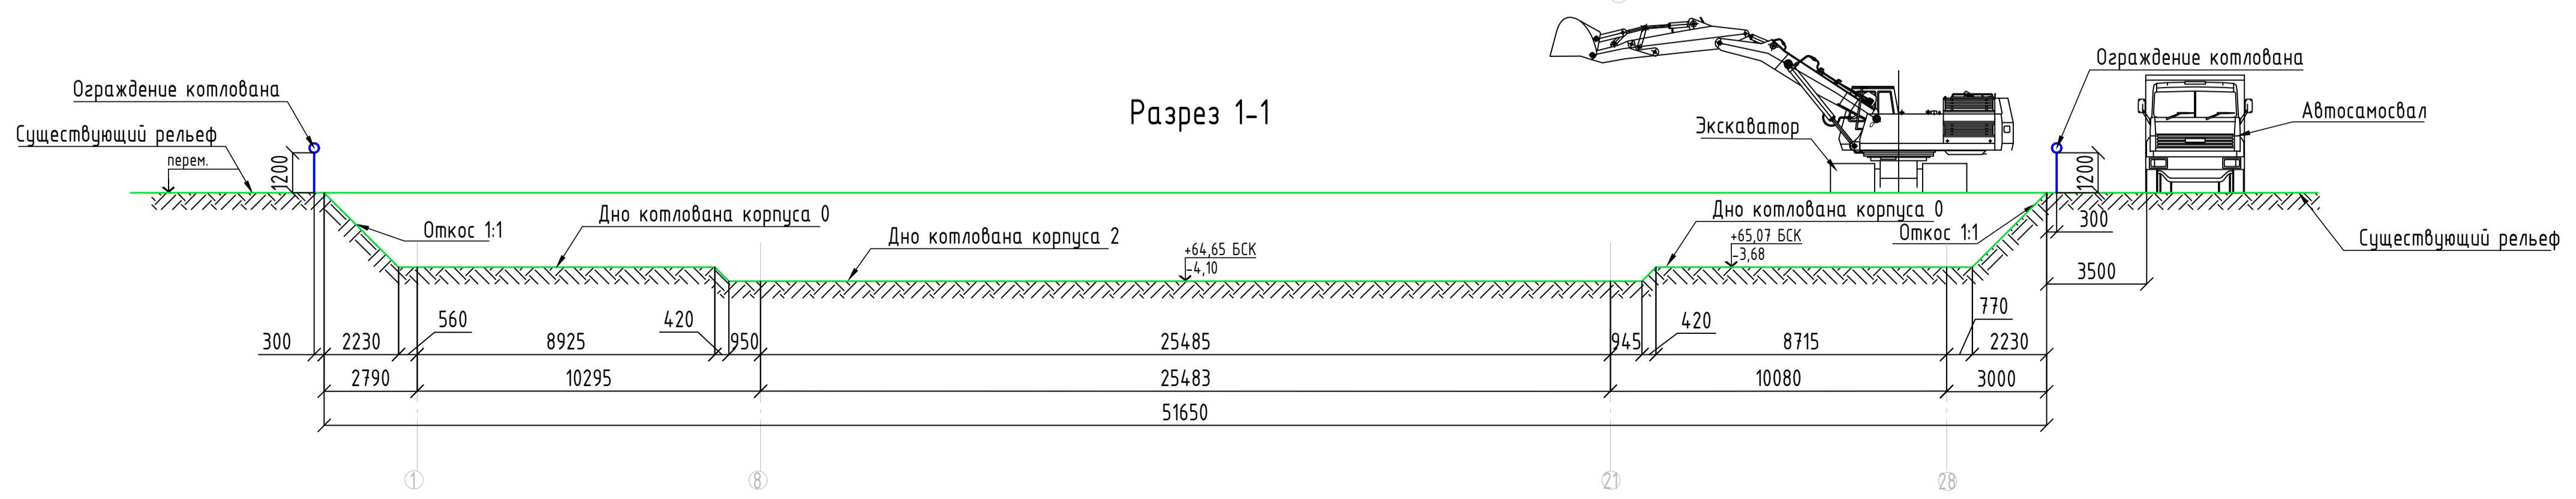 Разрез 1-1
Ограждение котлована
Существующий рельеф
перем.
1200
Откос 1:1
Дно котлована корпуса 0
Дно котлована корпуса 2
+64,65 БСК
-4,10
Экскаватор
Ограждение котлована
Автосамосвал
1200
Дно котлована корпуса 0
+65,07 БСК
-3,68
Откос 1:1
300
Существующий рельеф
3500
300
2230
560
8925
420
950
25485
945
420
8715
770
2230
2790
10295
25483
10080
3000
51650
1
8
21
28